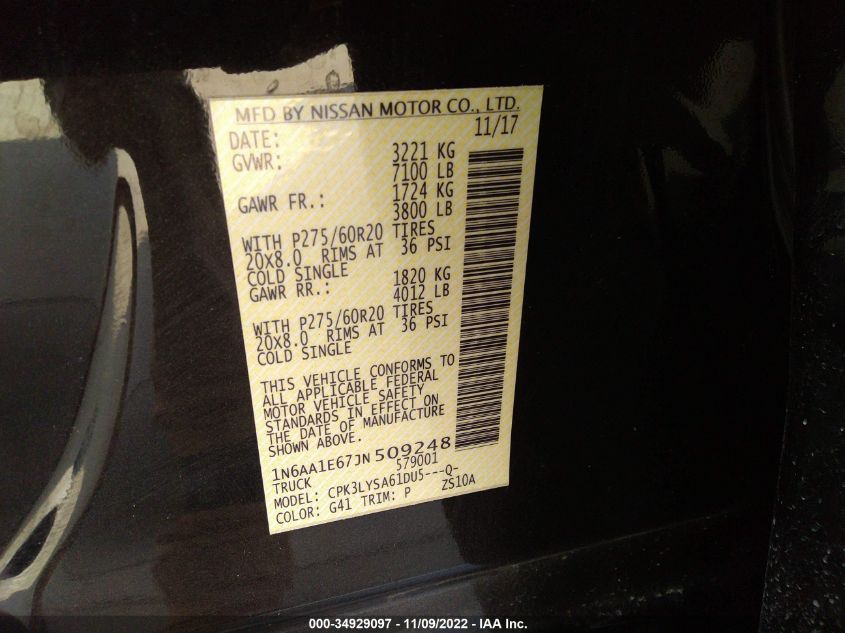 MFD BY NISSAN MOTOR CO., LTD.
DATE: 11/17
GVWR: 3221 KG
7100 LB
GAWR FR.: 1724 KG
3800 LB
WITH P275/60R20 TIRES
20X8.0 RIMS AT 36 PSI
COLD SINGLE
GAWR RR.: 1820 KG
4012 LB
WITH P275/60R20 TIRES
20X8.0 RIMS AT 36 PSI
COLD SINGLE
THIS VEHICLE CONFORMS TO
ALL APPLICABLE FEDERAL
MOTOR VEHICLE SAFETY
STANDARDS IN EFFECT ON
THE DATE OF MANUFACTURE
SHOWN ABOVE.
1N6AA1E67JN509248
TRUCK 579001
MODEL: CPK3LYSA61DU5---Q-
COLOR: G41 TRIM: P ZS10A
000-34929097 - 11/09/2022 - IAA Inc.